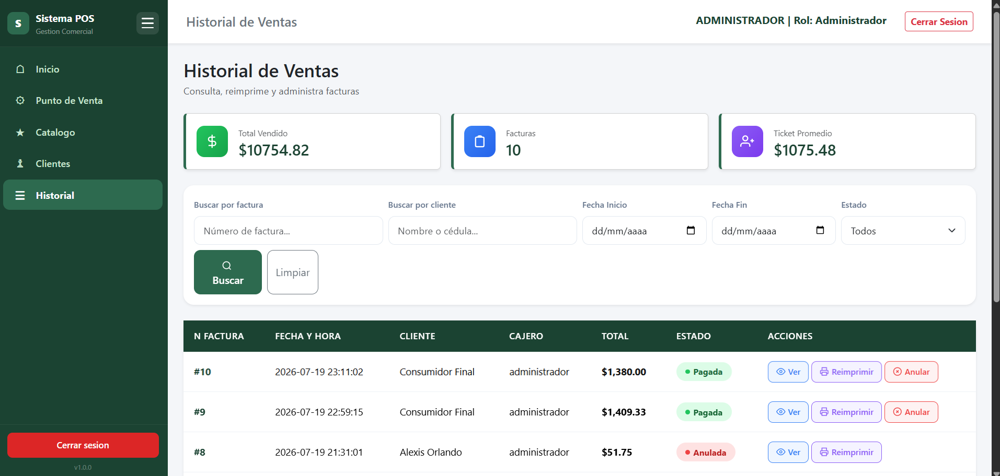 S
Sistema POS
Gestion Comercial
Inicio
Punto de Venta
Catalogo
Clientes
Historial
Cerrar sesion
v1.0.0
Historial de Ventas
ADMINISTRADOR | Rol: Administrador
Cerrar Sesion
Historial de Ventas
Consulta, reimprime y administra facturas
Total Vendido
$10754.82
Facturas
10
Ticket Promedio
$1075.48
Buscar por factura
Número de factura...
Buscar por cliente
Nombre o cédula...
Fecha Inicio
dd/mm/aaaa
Fecha Fin
dd/mm/aaaa
Estado
Todos
Buscar
Limpiar
N FACTURA FECHA Y HORA CLIENTE CAJERO TOTAL ESTADO ACCIONES
#10 2026-07-19 23:11:02 Consumidor Final administrador $1,380.00 Pagada Ver Reimprimir Anular
#9 2026-07-19 22:59:15 Consumidor Final administrador $1,409.33 Pagada Ver Reimprimir Anular
#8 2026-07-19 21:31:01 Alexis Orlando administrador $51.75 Anulada Ver Reimprimir